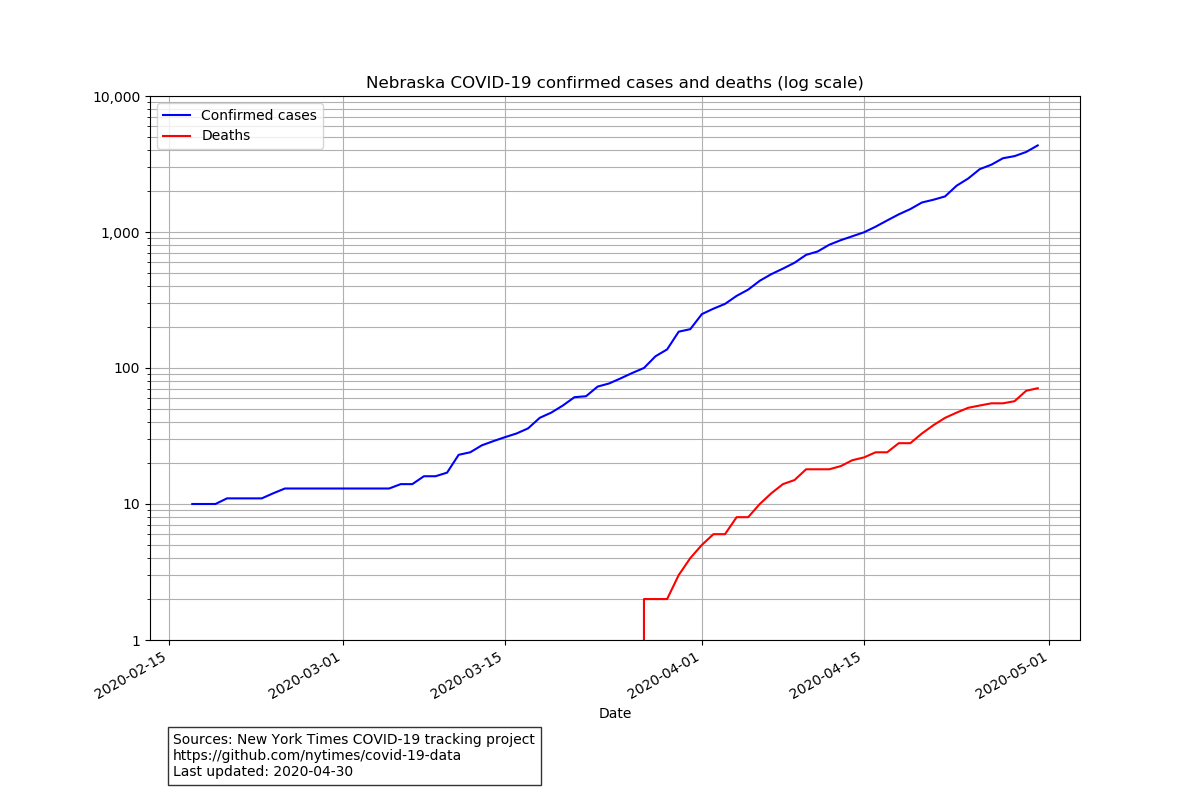 Nebraska COVID-19 confirmed cases and deaths (log scale)
10,000
1,000
100
10
1
Confirmed cases
Deaths
2020-02-15
2020-03-01
2020-03-15
2020-04-01
2020-04-15
2020-05-01
Date
Sources: New York Times COVID-19 tracking project
https://github.com/nytimes/covid-19-data
Last updated: 2020-04-30